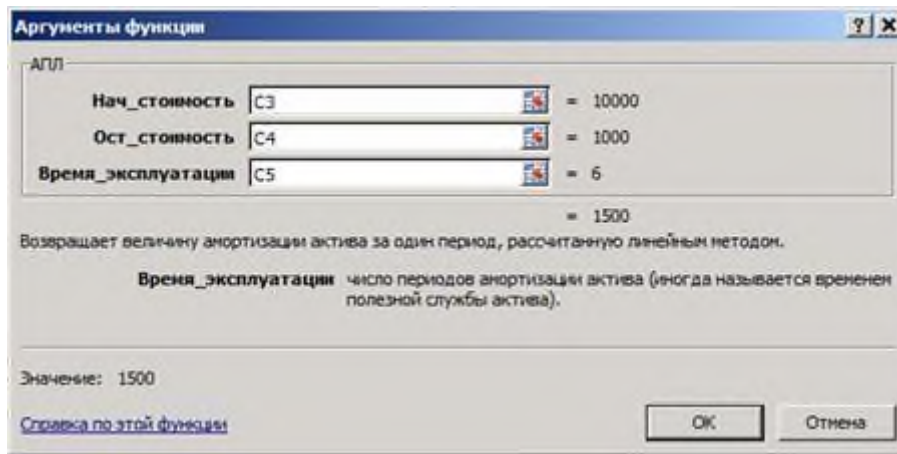 Аргументы функции
АПЛ
Нач_стоимость C3 = 10000
Ост_стоимость C4 = 1000
Время_эксплуатации C5 = 6
= 1500
Возвращает величину амортизации актива за один период, рассчитанную линейным методом.
Время_эксплуатации число периодов амортизации актива (иногда называется временем
полезной службы актива).
Значение: 1500
Справка по этой функции
ОК
Отмена